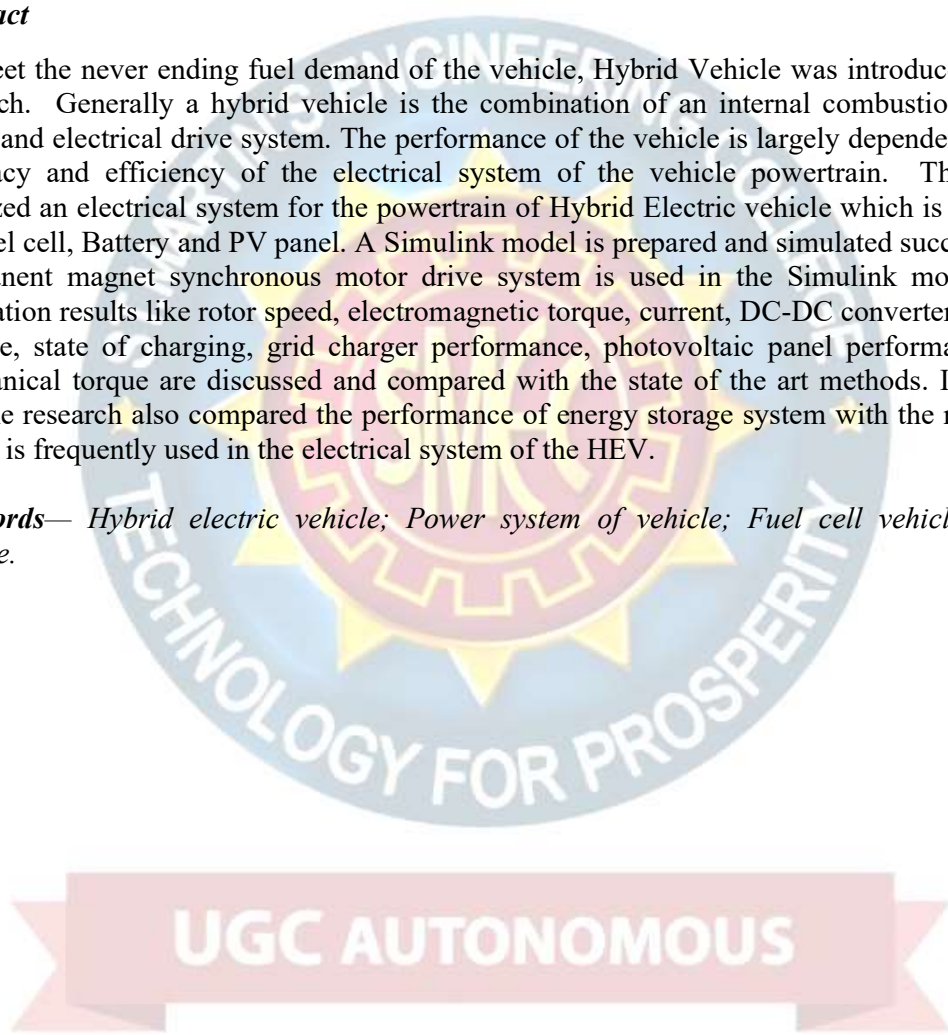 act
eet the never ending fuel demand of the vehicle, Hybrid Vehicle was introduc
ch. Generally a hybrid vehicle is the combination of an internal combustio
and electrical drive system. The performance of the vehicle is largely depende
acy and efficiency of the electrical system of the vehicle powertrain. Th
zed an electrical system for the powertrain of Hybrid Electric vehicle which is
el cell, Battery and PV panel. A Simulink model is prepared and simulated succ
nent magnet synchronous motor drive system is used in the Simulink mo
ation results like rotor speed, electromagnetic torque, current, DC-DC converter
e, state of charging, grid charger performance, photovoltaic panel performa
anical torque are discussed and compared with the state of the art methods. I
e research also compared the performance of energy storage system with the
is frequently used in the electrical system of the HEV.
ords— Hybrid electric vehicle; Power system of vehicle; Fuel cell vehicl
e.
ST. MARTIN'S ENGINEERING COLLEGE
SMEC
TECHNOLOGY FOR PROSPERITY
UGC AUTONOMOUS